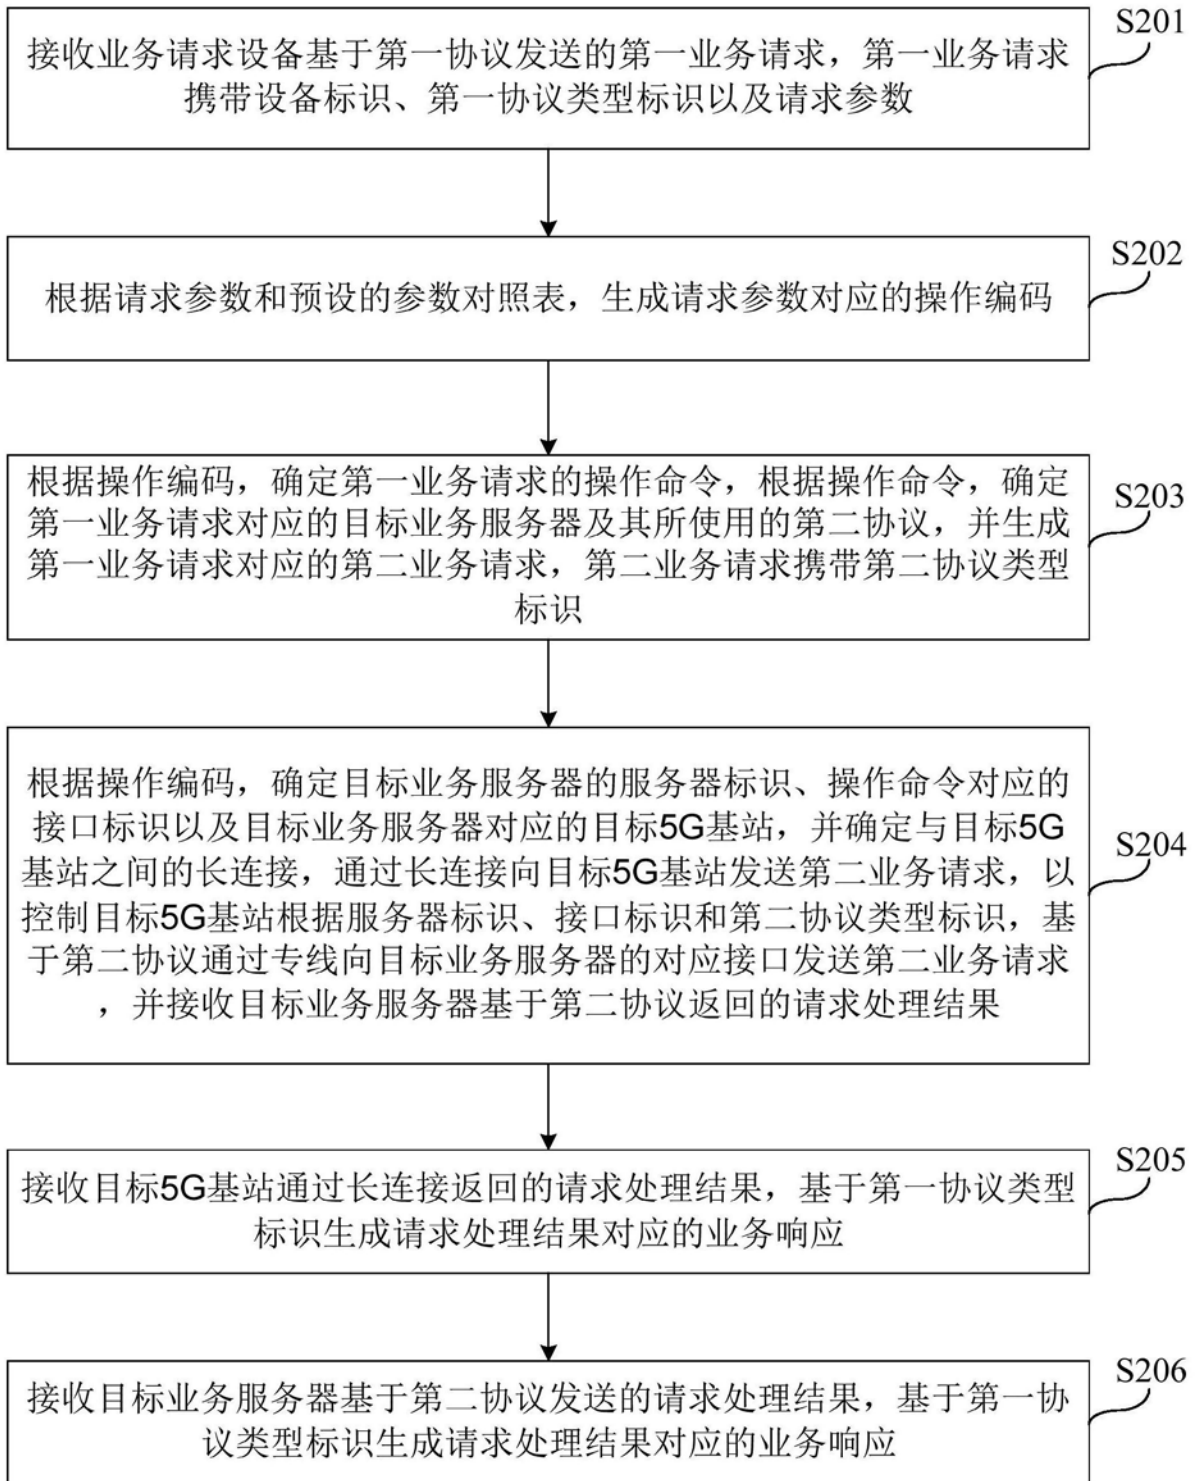 S201
接收业务请求设备基于第一协议发送的第一业务请求，第一业务请求
携带设备标识、第一协议类型标识以及请求参数
S202
根据请求参数和预设的参数对照表，生成请求参数对应的操作编码
S203
根据操作编码，确定第一业务请求的操作命令，根据操作命令，确定
第一业务请求对应的目标业务服务器及其所使用的第二协议，并生成
第一业务请求对应的第二业务请求，第二业务请求携带第二协议类型
标识
S204
根据操作编码，确定目标业务服务器的服务器标识、操作命令对应的
接口标识以及目标业务服务器对应的目标5G基站，并确定与目标5G
基站之间的长连接，通过长连接向目标5G基站发送第二业务请求，以
控制目标5G基站根据服务器标识、接口标识和第二协议类型标识，基
于第二协议通过专线向目标业务服务器的对应接口发送第二业务请求
，并接收目标业务服务器基于第二协议返回的请求处理结果
S205
接收目标5G基站通过长连接返回的请求处理结果，基于第一协议类型
标识生成请求处理结果对应的业务响应
S206
接收目标业务服务器基于第二协议发送的请求处理结果，基于第一协
议类型标识生成请求处理结果对应的业务响应